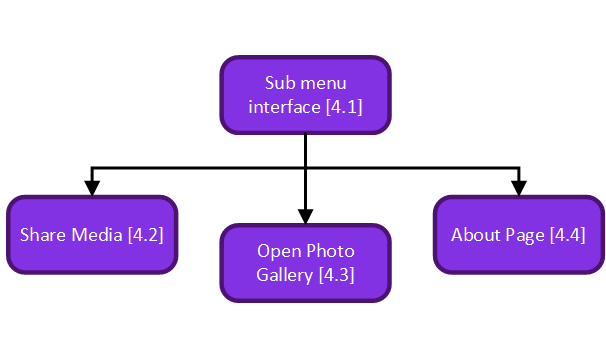 Sub menu
interface [4.1]
Share Media [4.2]
Open Photo
Gallery [4.3]
About Page [4.4]